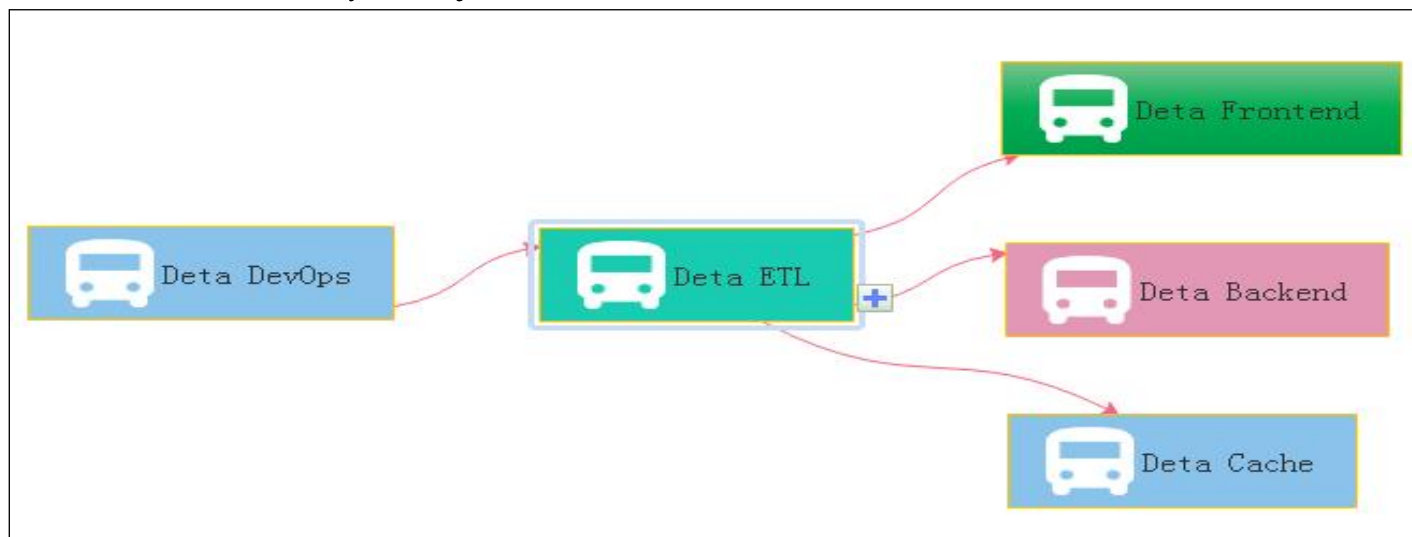 Deta Frontend
Deta DevOps
Deta ETL
Deta Backend
Deta Cache